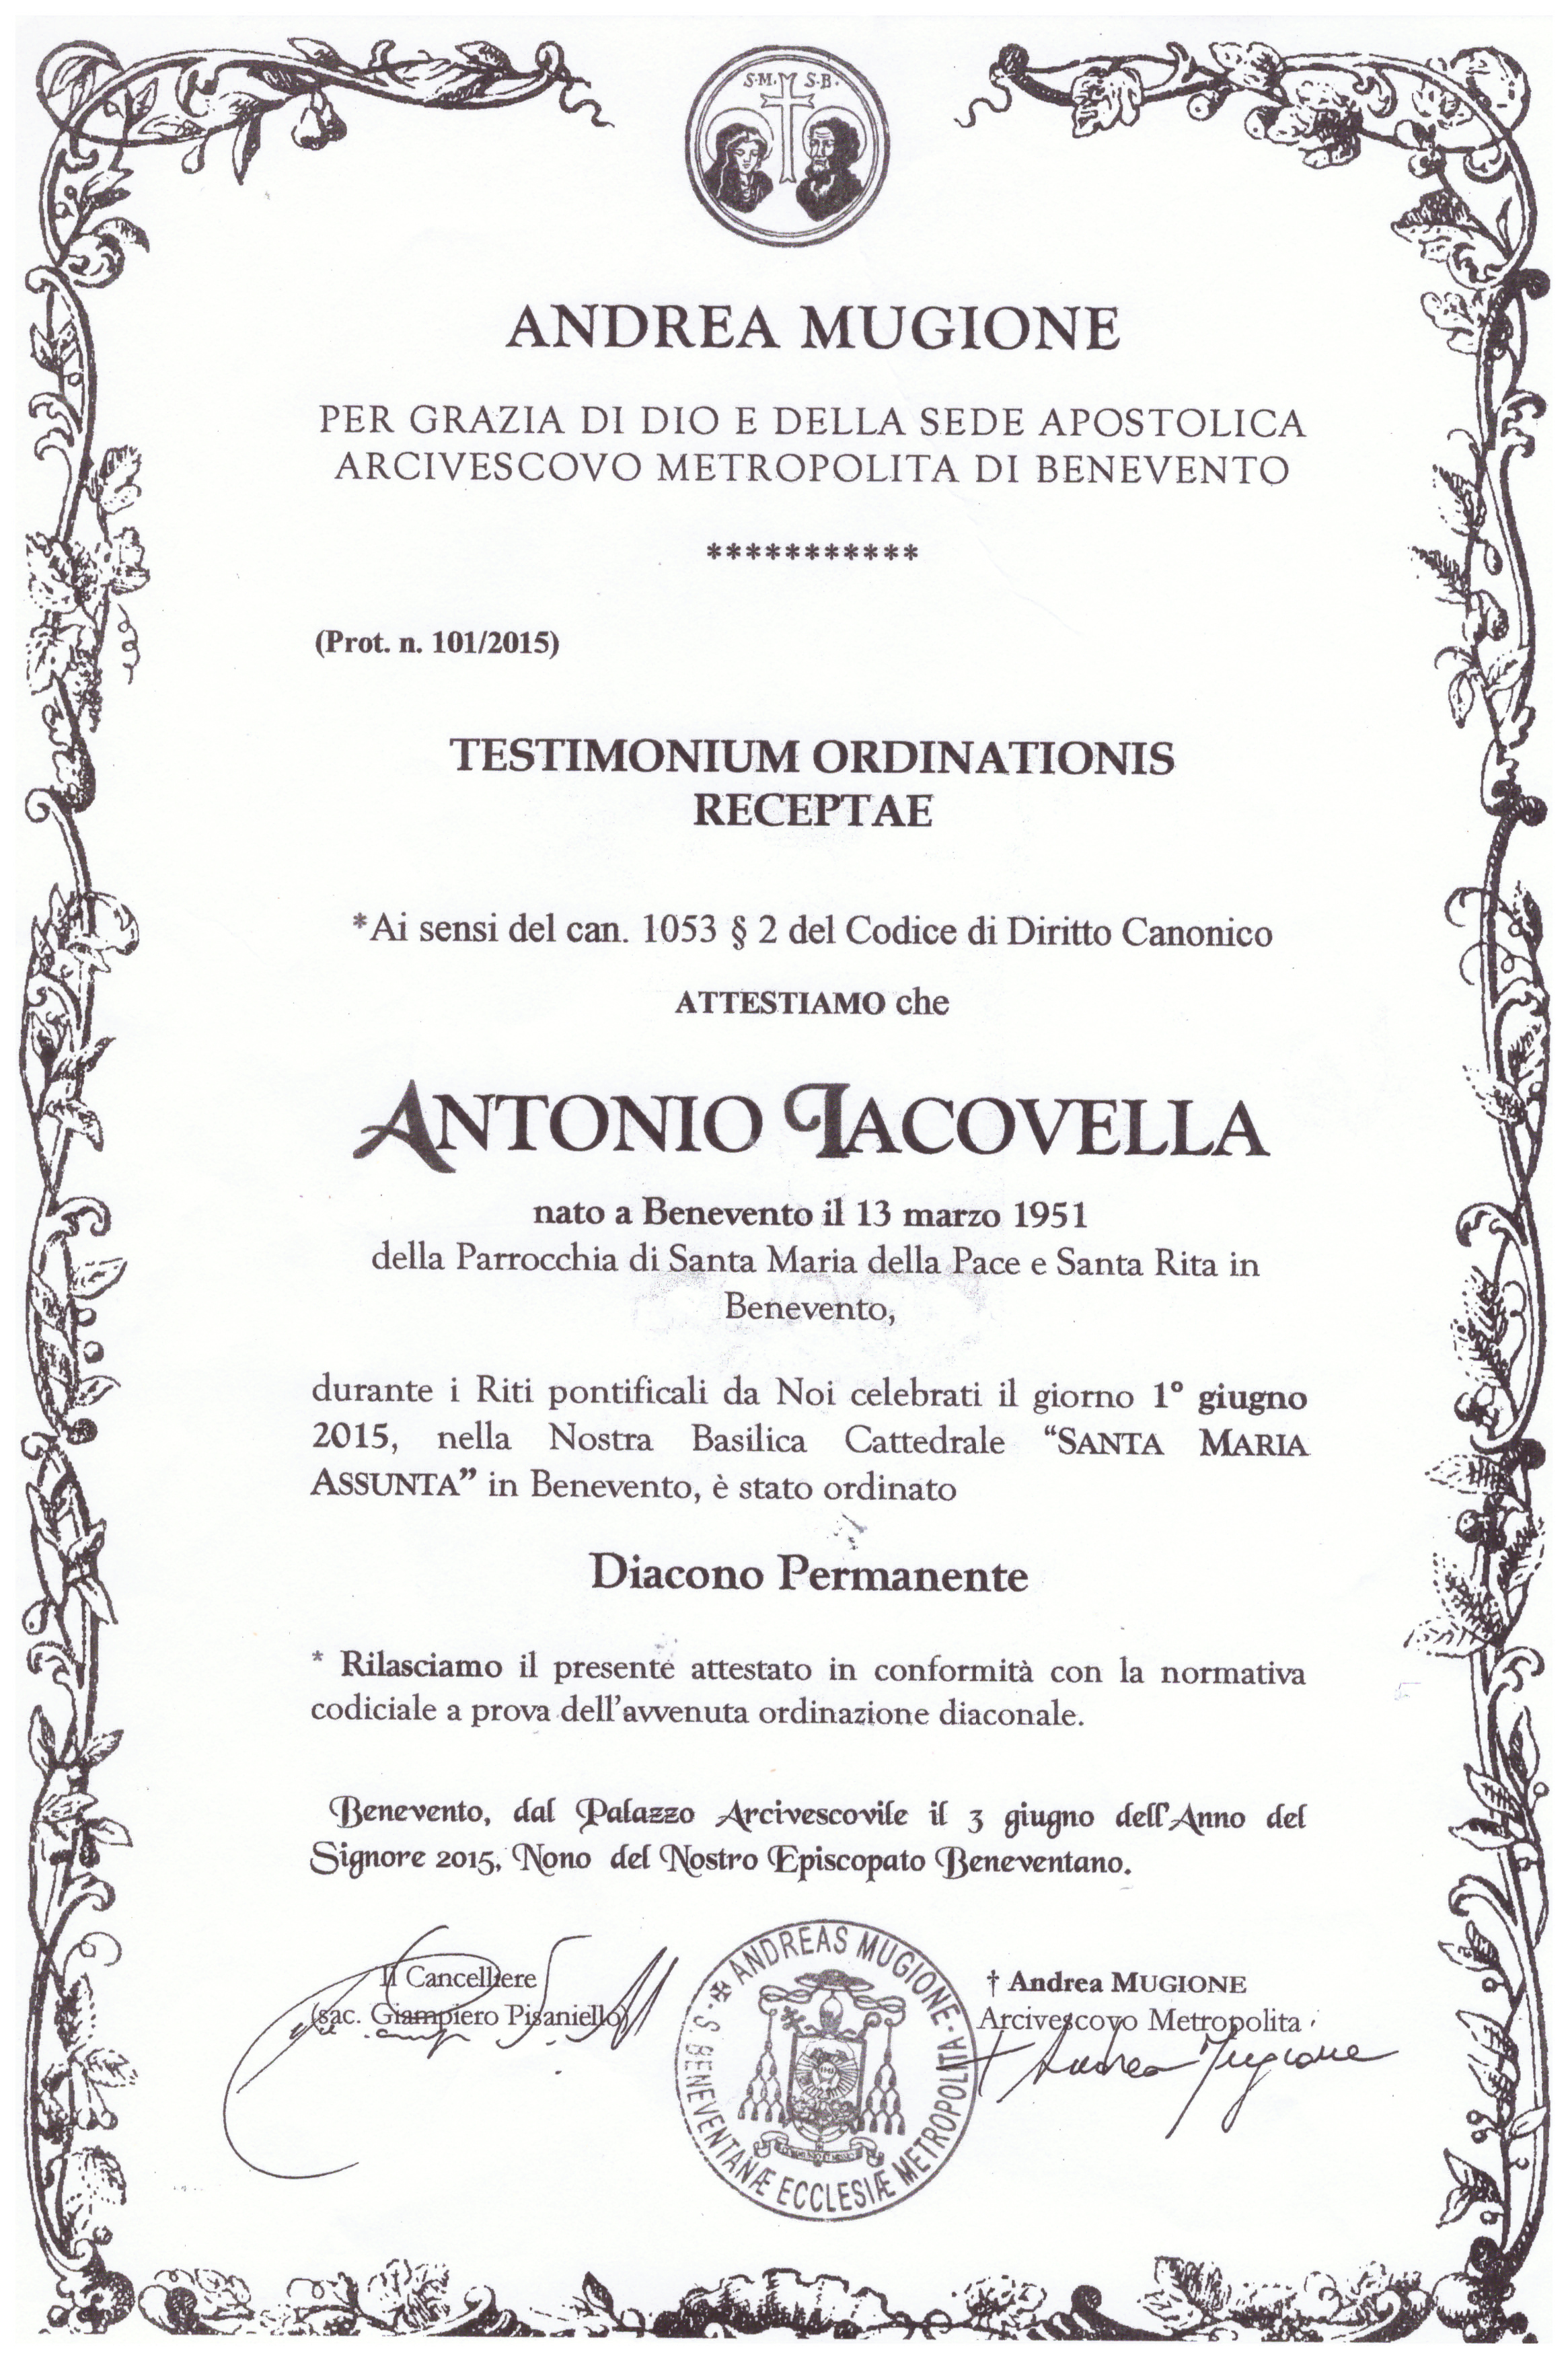 S·M· S·B·
ANDREA MUGIONE
PER GRAZIA DI DIO E DELLA SEDE APOSTOLICA
ARCIVESCOVO METROPOLITA DI BENEVENTO
***********
(Prot. n. 101/2015)
TESTIMONIUM ORDINATIONIS
RECEPTAE
*Ai sensi del can. 1053 § 2 del Codice di Diritto Canonico
ATTESTIAMO che
ANTONIO IACOVELLA
nato a Benevento il 13 marzo 1951
della Parrocchia di Santa Maria della Pace e Santa Rita in
Benevento,
durante i Riti pontificali da Noi celebrati il giorno 1° giugno
2015, nella Nostra Basilica Cattedrale “SANTA MARIA
ASSUNTA” in Benevento, è stato ordinato
Diacono Permanente
* Rilasciamo il presente attestato in conformità con la normativa
codiciale a prova dell’avvenuta ordinazione diaconale.
Benevento, dal Palazzo Arcivescovile il 3 giugno dell’Anno del
Signore 2015, Nono del Nostro Episcopato Beneventano.
Il Cancelliere
(sac. Giampiero Pisaniello)
✠ ANDREAS MUGIONE · S. BENEVENTANÆ ECCLESIÆ METROPOLITA
† Andrea MUGIONE
Arcivescovo Metropolita
+ Andrea Mugione